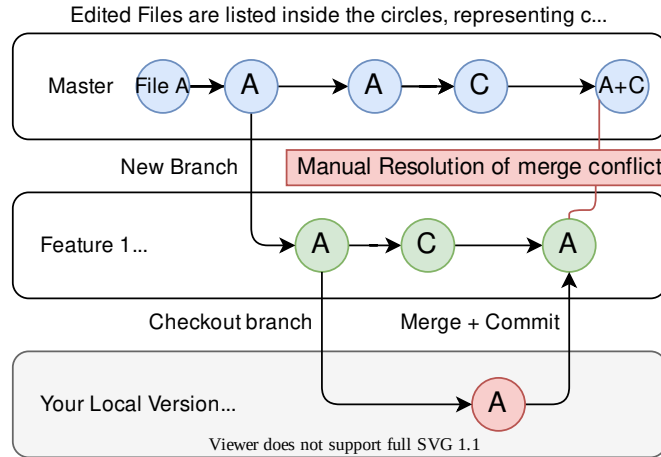 Edited Files are listed inside the circles, representing c...
Master
File A
A
A
C
A+C
New Branch
Manual Resolution of merge conflict
Feature 1...
A
C
A
Checkout branch
Merge + Commit
Your Local Version...
A
Viewer does not support full SVG 1.1